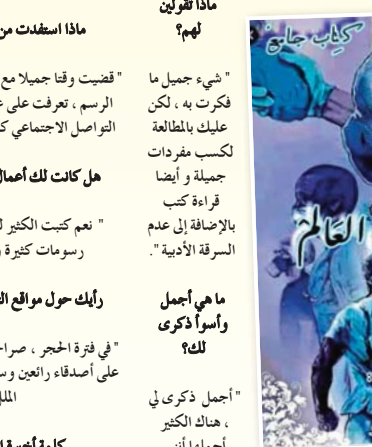 كتاب جامع
العالم
ماذا تقولين
لهم؟
" شيء جميل ما
فكرت به ، لكن
عليك بالمطالعة
لكسب مفردات
جميلة و أيضا
قراءة كتب
بالإضافة إلى عدم
السرقة الأدبية ".
ما هي أجمل
وأسوأ ذكرى
لك؟
" أجمل ذكرى لي
، هناك الكثير
ماذا استفدت من
" قضيت وقتا جميلا مع
الرسم ، تعرفت على
التواصل الاجتماعي
هل كانت لك
" نعم كتبت الكثير
رسومات كثيرة
رأيك حول مواقع
" في فترة الحجر ،
على أصدقاء رائعين